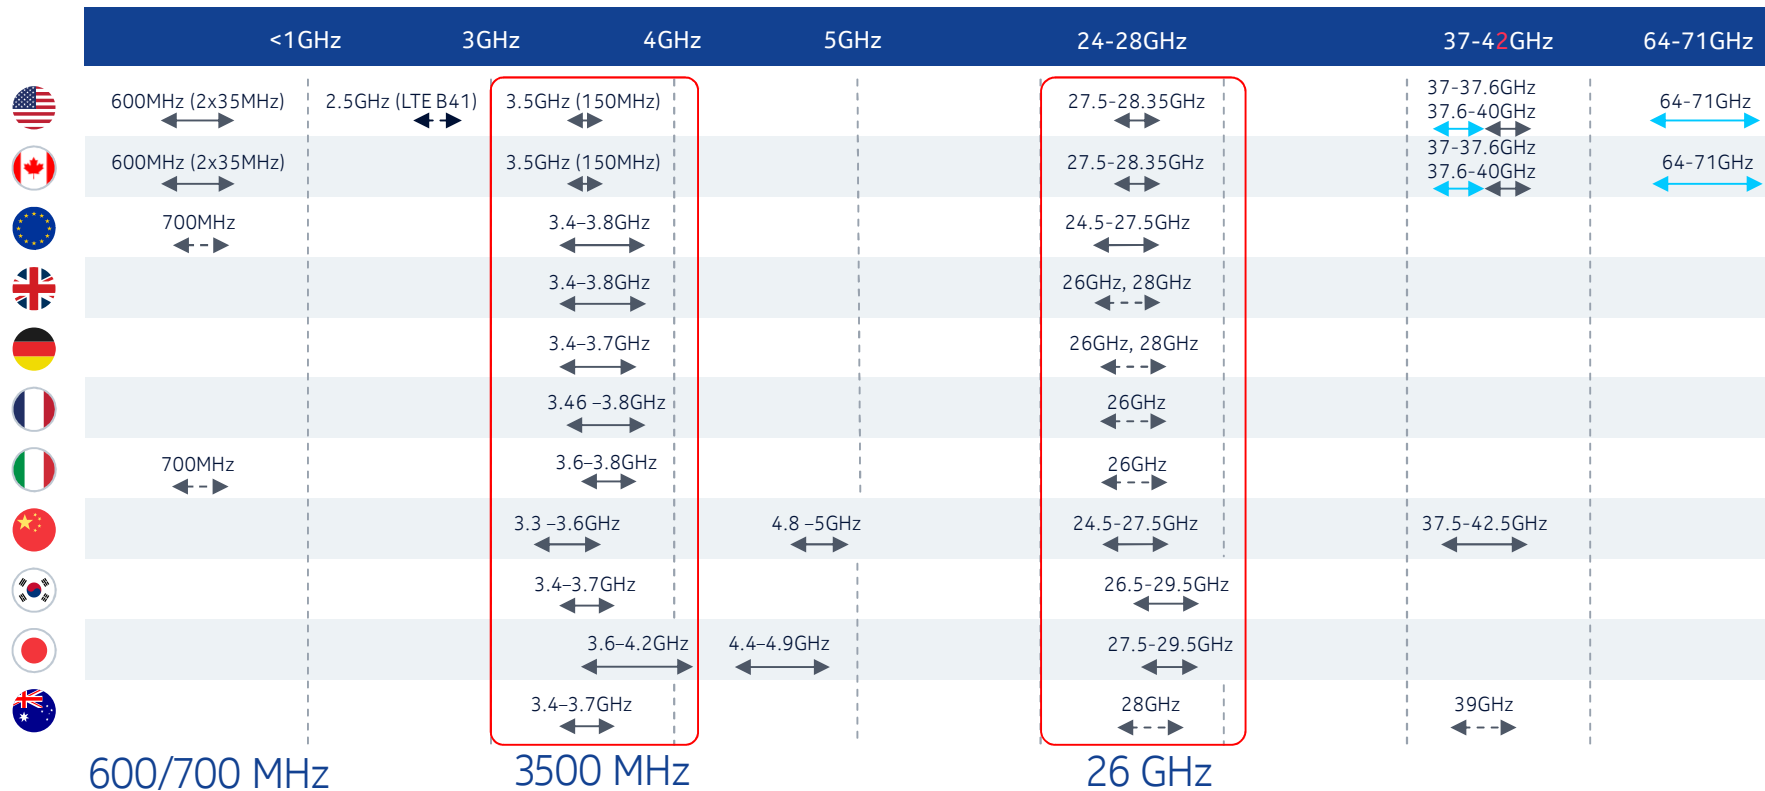 <1GHz 3GHz 4GHz 5GHz 24-28GHz 37-42GHz 64-71GHz
600MHz (2x35MHz) 2.5GHz (LTE B41) 3.5GHz (150MHz) 27.5-28.35GHz 37-37.6GHz
37.6-40GHz 64-71GHz
600MHz (2x35MHz) 3.5GHz (150MHz) 27.5-28.35GHz 37-37.6GHz
37.6-40GHz 64-71GHz
700MHz 3.4–3.8GHz 24.5-27.5GHz
3.4–3.8GHz 26GHz, 28GHz
3.4–3.7GHz 26GHz, 28GHz
3.46 –3.8GHz 26GHz
700MHz 3.6–3.8GHz 26GHz
3.3 –3.6GHz 4.8 –5GHz 24.5-27.5GHz 37.5-42.5GHz
3.4–3.7GHz 26.5-29.5GHz
3.6–4.2GHz 4.4–4.9GHz 27.5-29.5GHz
3.4–3.7GHz 28GHz 39GHz
600/700 MHz 3500 MHz 26 GHz